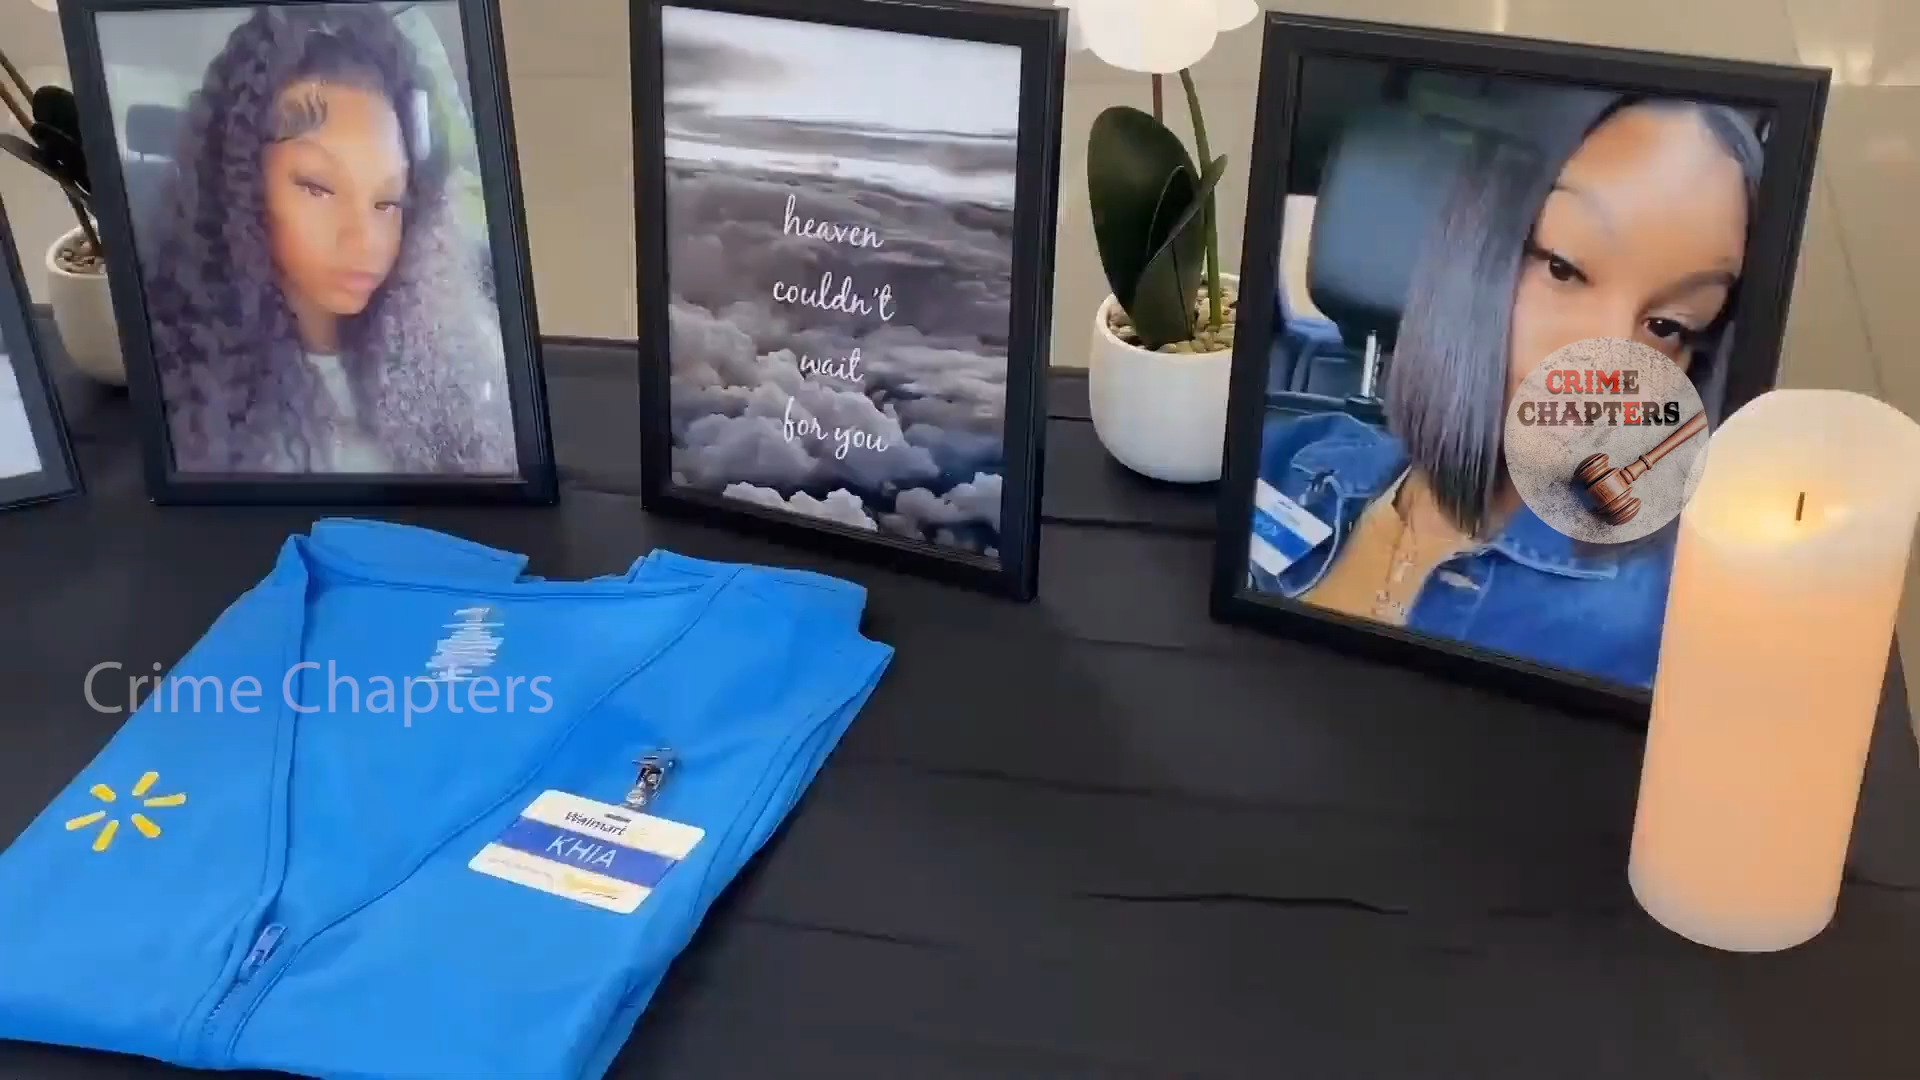 heaven
couldn't
wait
for you
CRIME
CHAPTERS
Crime Chapters
Walmart
KHIA